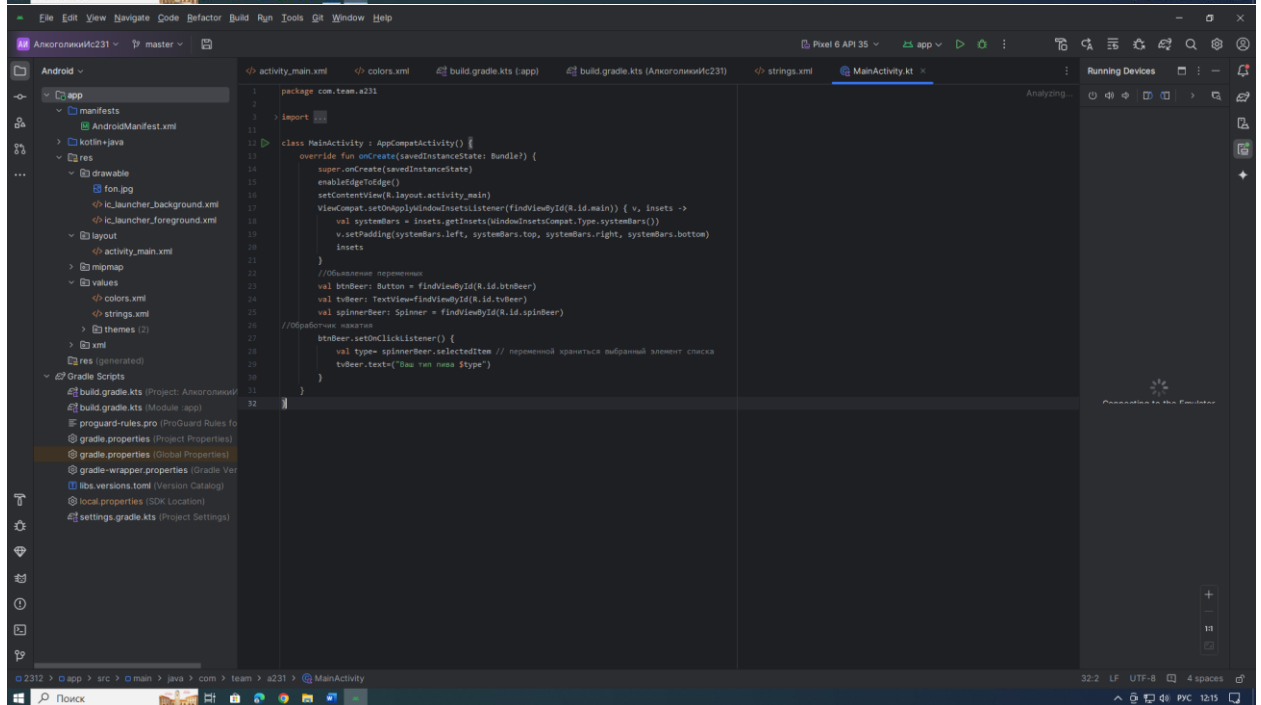 File Edit View Navigate Code Refactor Build Run Tools Git Window Help
АИ АлкоголикиИс231 master Pixel 6 API 35 app
Android
activity_main.xml colors.xml build.gradle.kts (:app) build.gradle.kts (АлкоголикиИс231) strings.xml MainActivity.kt
Running Devices
app
manifests
AndroidManifest.xml
kotlin+java
res
drawable
fon.jpg
ic_launcher_background.xml
ic_launcher_foreground.xml
layout
activity_main.xml
mipmap
values
colors.xml
strings.xml
themes (2)
xml
res (generated)
Gradle Scripts
build.gradle.kts (Project: АлкоголикиИ
build.gradle.kts (Module :app)
proguard-rules.pro (ProGuard Rules fo
gradle.properties (Project Properties)
gradle.properties (Global Properties)
gradle-wrapper.properties (Gradle Ver
libs.versions.toml (Version Catalog)
local.properties (SDK Location)
settings.gradle.kts (Project Settings)
1 package com.team.a231
2
3 import ...
11
12 class MainActivity : AppCompatActivity() {
13 override fun onCreate(savedInstanceState: Bundle?) {
14 super.onCreate(savedInstanceState)
15 enableEdgeToEdge()
16 setContentView(R.layout.activity_main)
17 ViewCompat.setOnApplyWindowInsetsListener(findViewById(R.id.main)) { v, insets ->
18 val systemBars = insets.getInsets(WindowInsetsCompat.Type.systemBars())
19 v.setPadding(systemBars.left, systemBars.top, systemBars.right, systemBars.bottom)
20 insets
21 }
22 //Обьявление переменных
23 val btnBeer: Button = findViewById(R.id.btnBeer)
24 val tvBeer: TextView=findViewById(R.id.tvBeer)
25 val spinnerBeer: Spinner = findViewById(R.id.spinBeer)
26 //Обработчик нажатия
27 btnBeer.setOnClickListener() {
28 val type= spinnerBeer.selectedItem // переменной храниться выбранный элемент списка
29 tvBeer.text=("Ваш тип пива $type")
30 }
31 }
32 }
Analyzing...
Connecting to the Emulator
1:1
2312 > app > src > main > java > com > team > a231 > MainActivity
32:2 LF UTF-8 4 spaces
Поиск
РУС 12:15